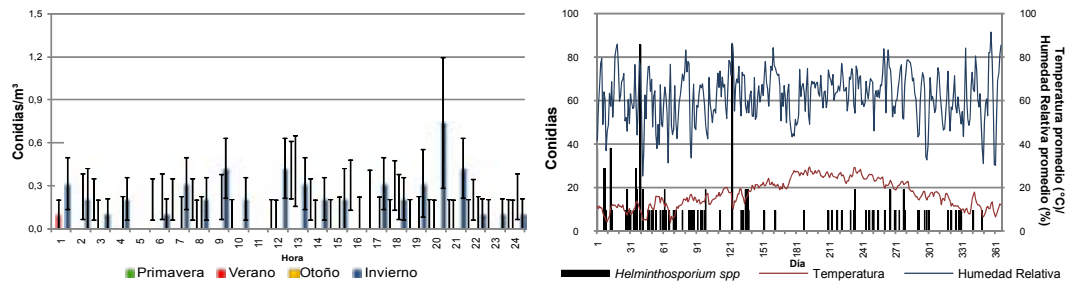 1,5
1,2
0,9
0,6
0,3
0,0
Conidias/m³
1 2 3 4 5 6 7 8 9 10 11 12 13 14 15 16 17 18 19 20 21 22 23 24
Hora
Primavera Verano Otoño Invierno
100
80
60
40
20
0
Conidias
100
80
60
40
20
0
Temperatura promedio (°C)/
Humedad Relativa promedio (%)
1 31 61 91 121 151 181 211 241 271 301 331 361
Día
Helminthosporium spp Temperatura Humedad Relativa